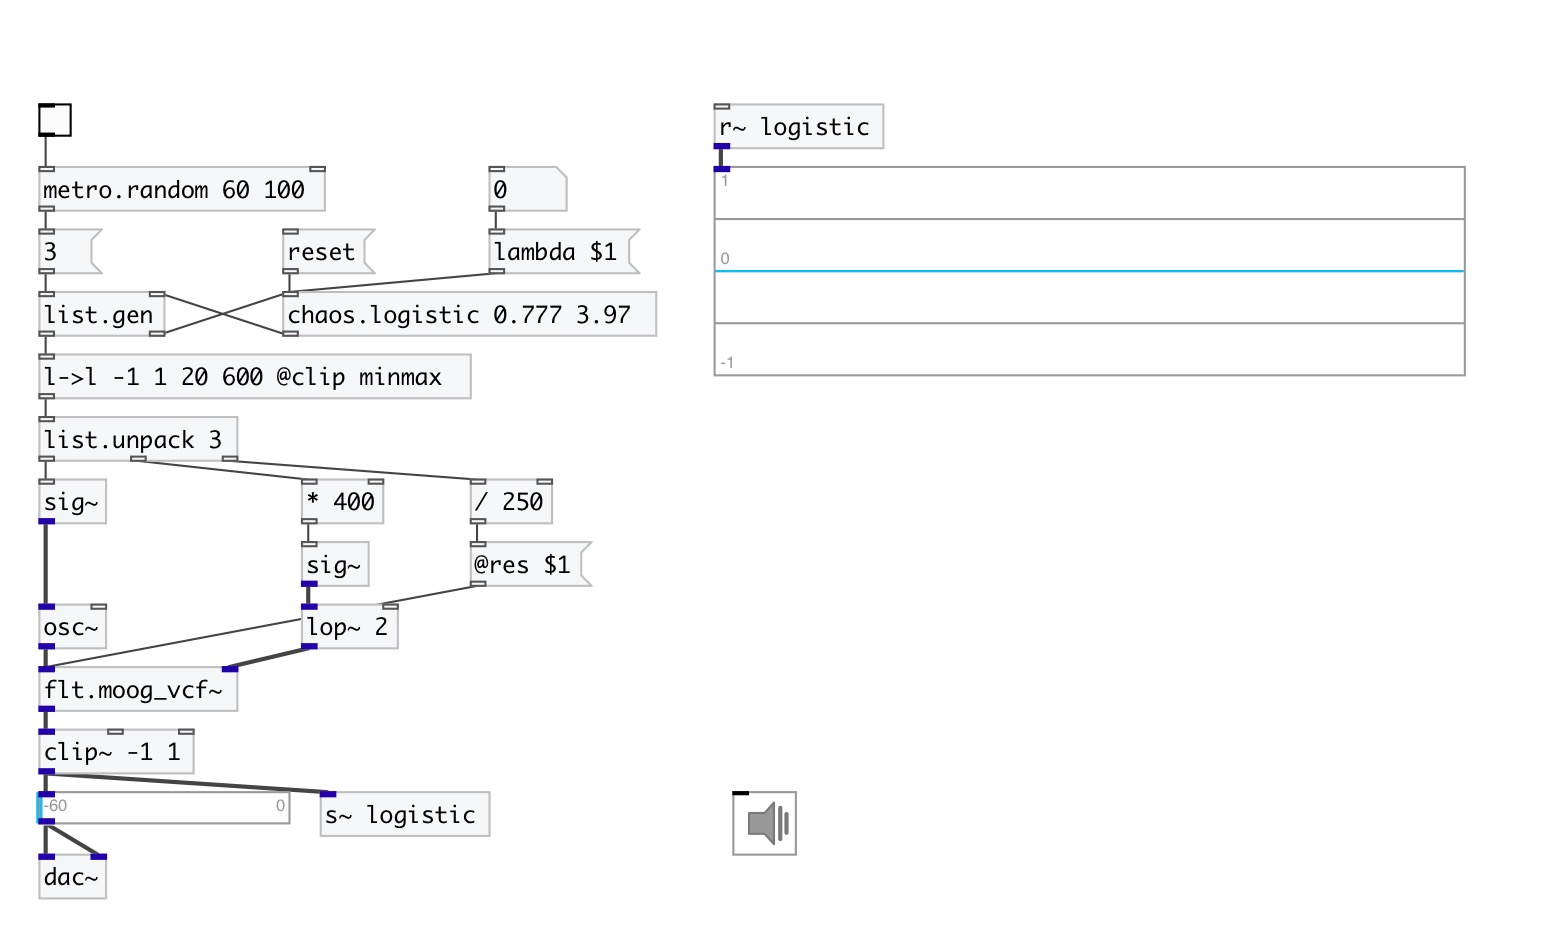 r~ logistic
metro.random 60 100
0
1
3
reset
lambda $1
0
list.gen
chaos.logistic 0.777 3.97
-1
l->l -1 1 20 600 @clip minmax
list.unpack 3
sig~
* 400
/ 250
sig~
@res $1
osc~
lop~ 2
flt.moog_vcf~
clip~ -1 1
-60
0
s~ logistic
dac~